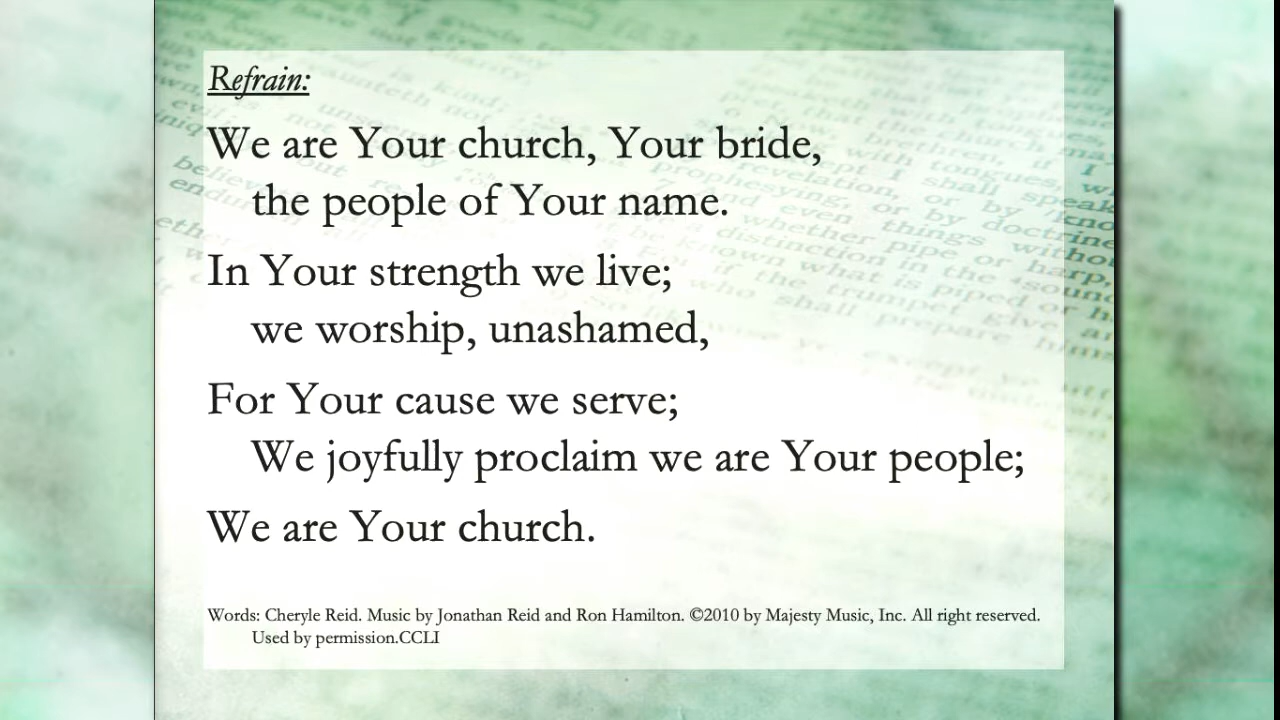 Refrain:
We are Your church, Your bride,
the people of Your name.
In Your strength we live;
we worship, unashamed,
For Your cause we serve;
We joyfully proclaim we are Your people;
We are Your church.
Words: Cheryle Reid. Music by Jonathan Reid and Ron Hamilton. ©2010 by Majesty Music, Inc. All right reserved.
Used by permission.CCLI